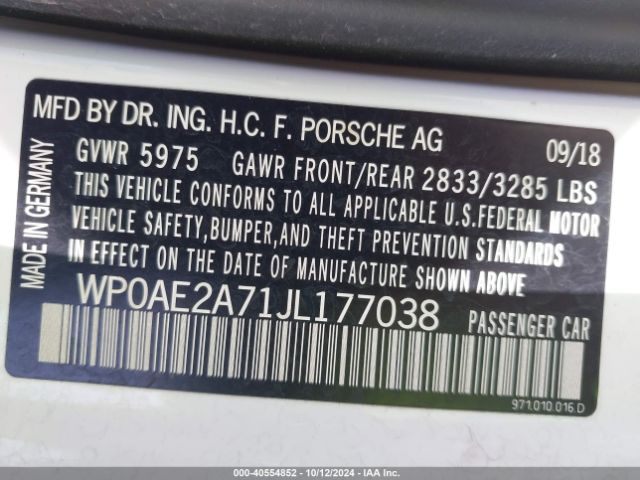 MFD BY DR. ING. H.C. F. PORSCHE AG 09/18
GVWR 5975 GAWR FRONT/REAR 2833/3285 LBS
THIS VEHICLE CONFORMS TO ALL APPLICABLE U.S.FEDERAL MOTOR
VEHICLE SAFETY,BUMPER,AND THEFT PREVENTION STANDARDS
IN EFFECT ON THE DATE OF MANUFACTURE SHOWN ABOVE
MADE IN GERMANY
WP0AE2A71JL177038 PASSENGER CAR
971.010.016.D
000-40554852 | 10/12/2024 | IAA Inc.